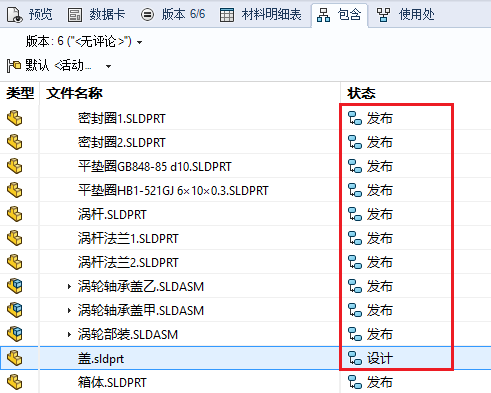 预览 数据卡 版本 6/6 材料明细表 包含 使用处
版本: 6 ("<无评论>")
默认 <活动...
类型 文件名称 状态
密封圈1.SLDPRT 发布
密封圈2.SLDPRT 发布
平垫圈GB848-85 d10.SLDPRT 发布
平垫圈HB1-521GJ 6×10×0.3.SLDPRT 发布
涡杆.SLDPRT 发布
涡杆法兰1.SLDPRT 发布
涡杆法兰2.SLDPRT 发布
涡轮轴承盖乙.SLDASM 发布
涡轮轴承盖甲.SLDASM 发布
涡轮部装.SLDASM 发布
盖.sldprt 设计
箱体.SLDPRT 发布